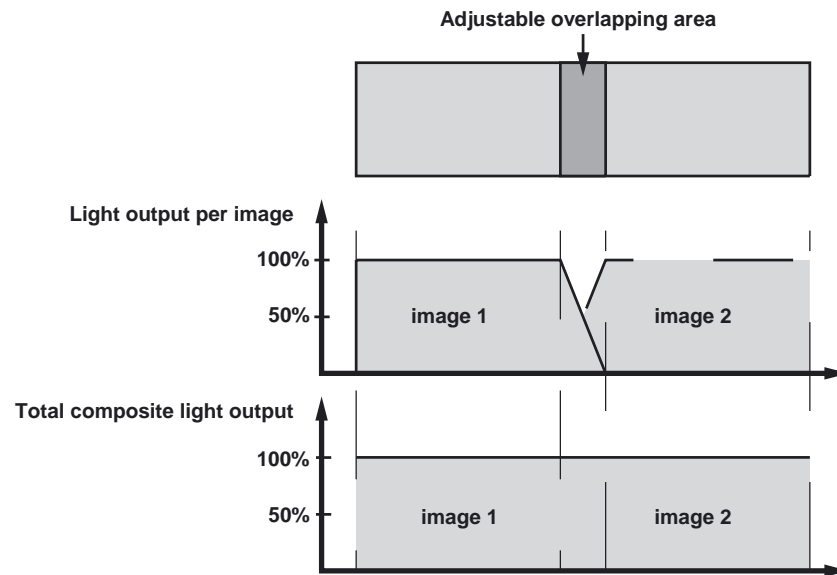 Adjustable overlapping area
Light output per image
100%
50%
image 1
image 2
Total composite light output
100%
50%
image 1
image 2